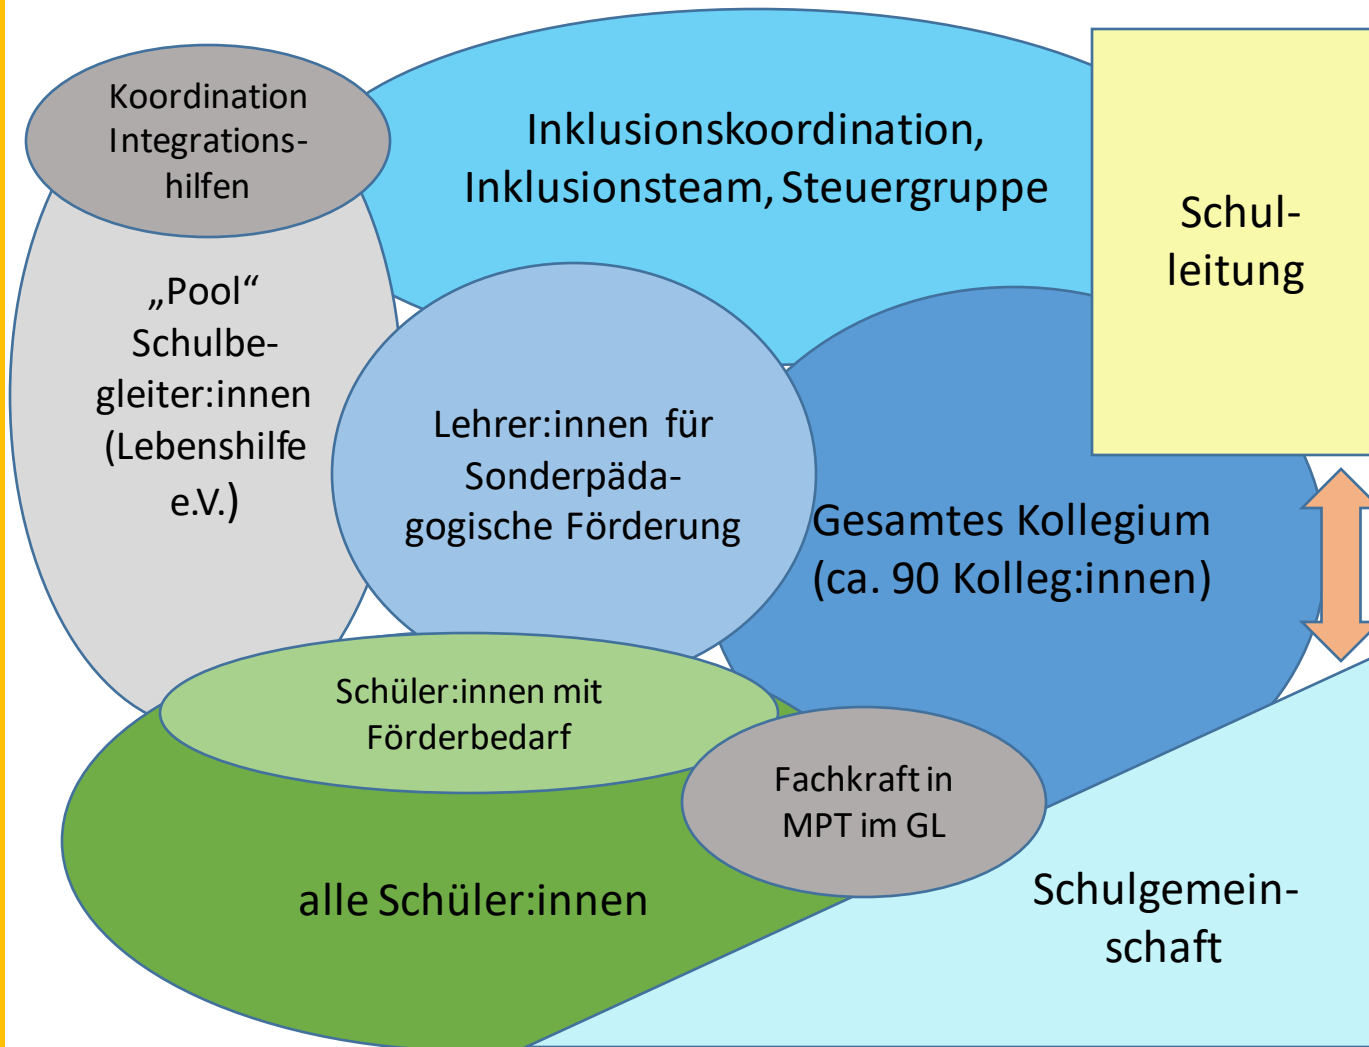 Koordination
Integrations-
hilfen
Inklusionskoordination,
Inklusionsteam, Steuergruppe
Schul-
leitung
„Pool“
Schulbe-
gleiter:innen
(Lebenshilfe
e.V.)
Lehrer:innen für
Sonderpäda-
gogische Förderung
Gesamtes Kollegium
(ca. 90 Kolleg:innen)
Schüler:innen mit
Förderbedarf
Fachkraft in
MPT im GL
alle Schüler:innen
Schulgemein-
schaft